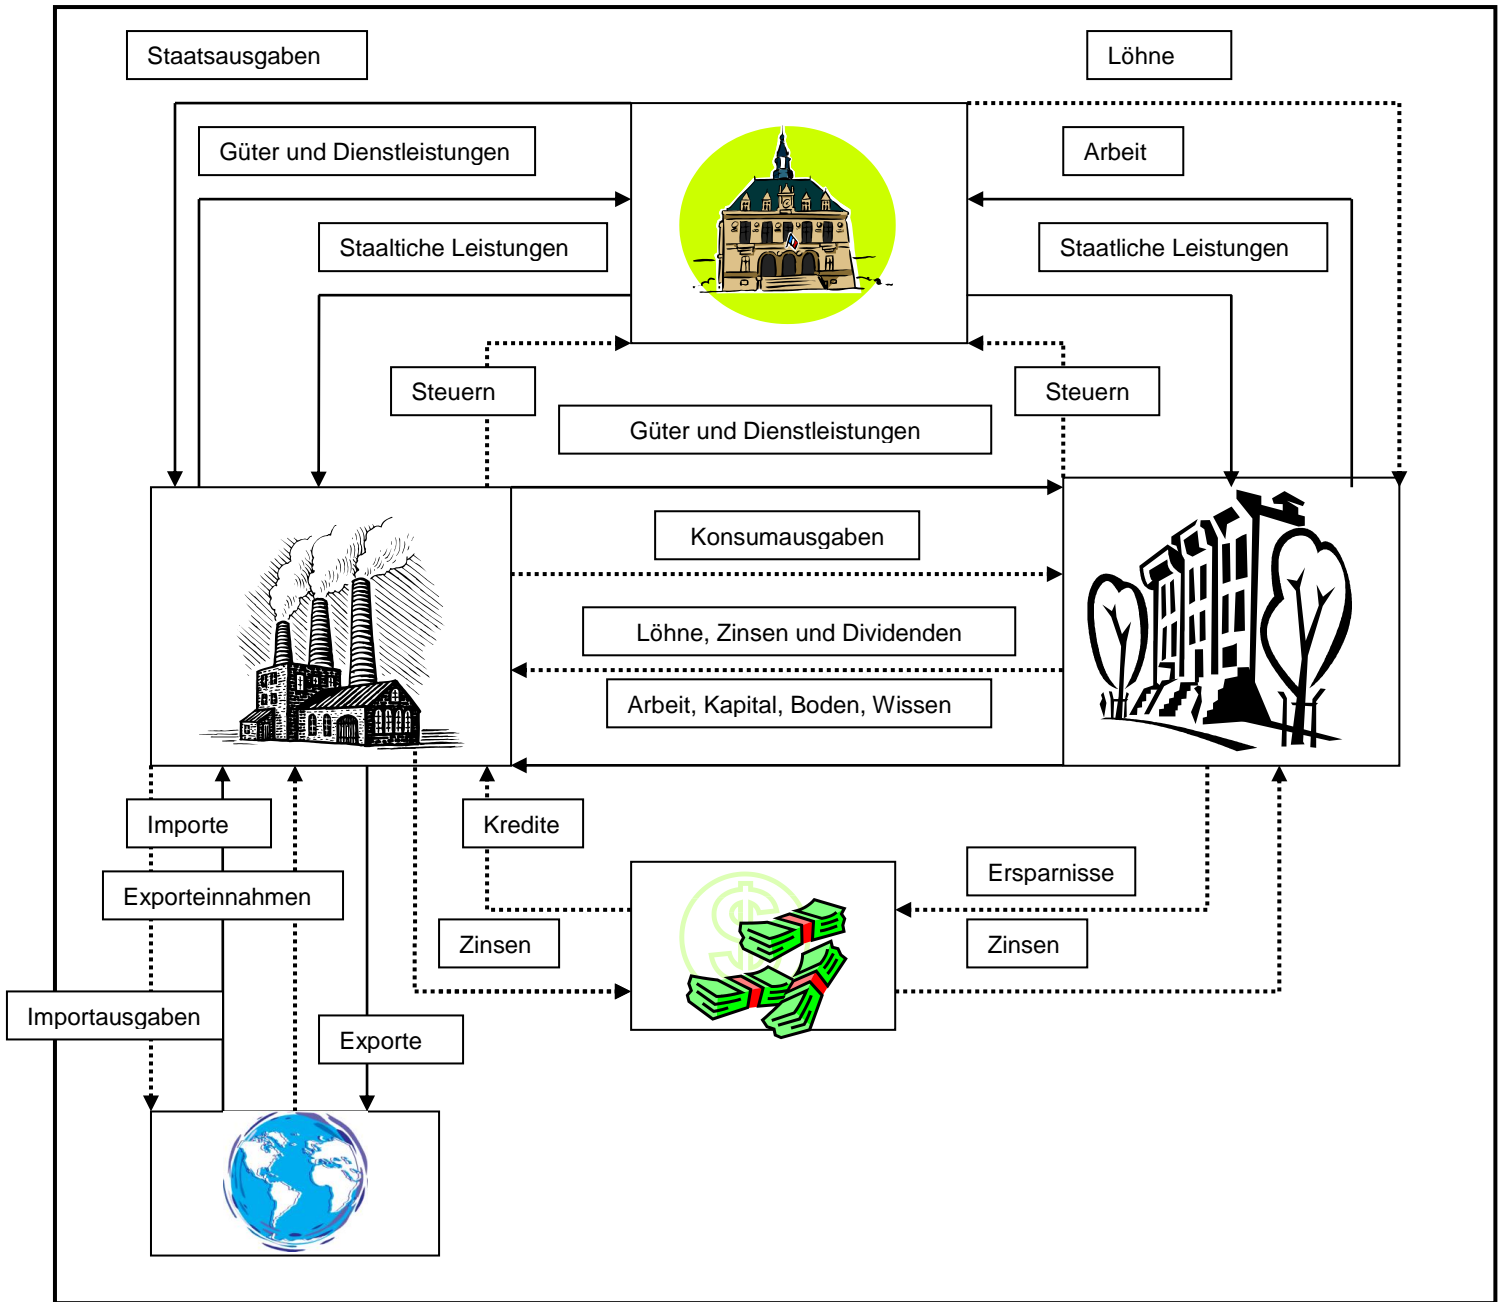 Staatsausgaben
Löhne
Güter und Dienstleistungen
Arbeit
Staaltiche Leistungen
Staatliche Leistungen
Steuern
Steuern
Güter und Dienstleistungen
Konsumausgaben
Löhne, Zinsen und Dividenden
Arbeit, Kapital, Boden, Wissen
Importe
Kredite
Ersparnisse
Exporteinnahmen
Zinsen
Zinsen
Importausgaben
Exporte